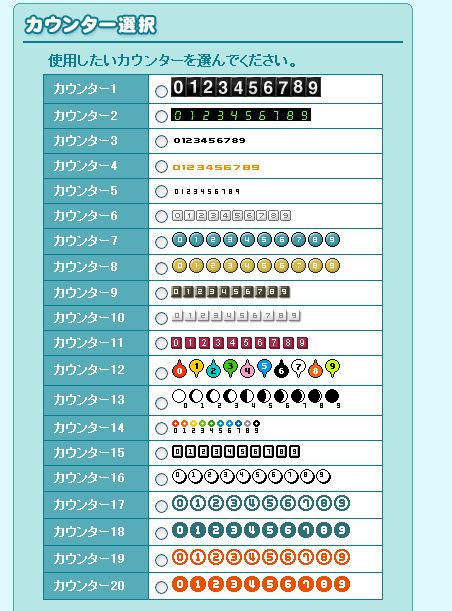 カウンター選択
使用したいカウンターを選んでください。
カウンター1 0123456789
カウンター2 0123456789
カウンター3 0123456789
カウンター4 0123456789
カウンター5 0123456789
カウンター6 0123456789
カウンター7 0123456789
カウンター8 0123456789
カウンター9 0123456789
カウンター10 0123456789
カウンター11 0123456789
カウンター12 0123456789
カウンター13 0123456789
カウンター14 0123456789
カウンター15 0123456789
カウンター16 0123456789
カウンター17 0123456789
カウンター18 0123456789
カウンター19 0123456789
カウンター20 0123456789